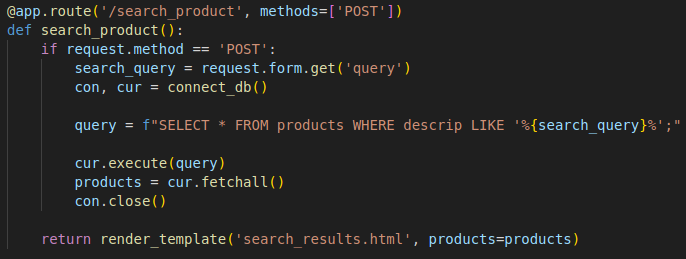 @app.route('/search_product', methods=['POST'])
def search_product():
    if request.method == 'POST':
        search_query = request.form.get('query')
        con, cur = connect_db()
        query = f"SELECT * FROM products WHERE descrip LIKE '%{search_query}%';"
        cur.execute(query)
        products = cur.fetchall()
        con.close()
    return render_template('search_results.html', products=products)